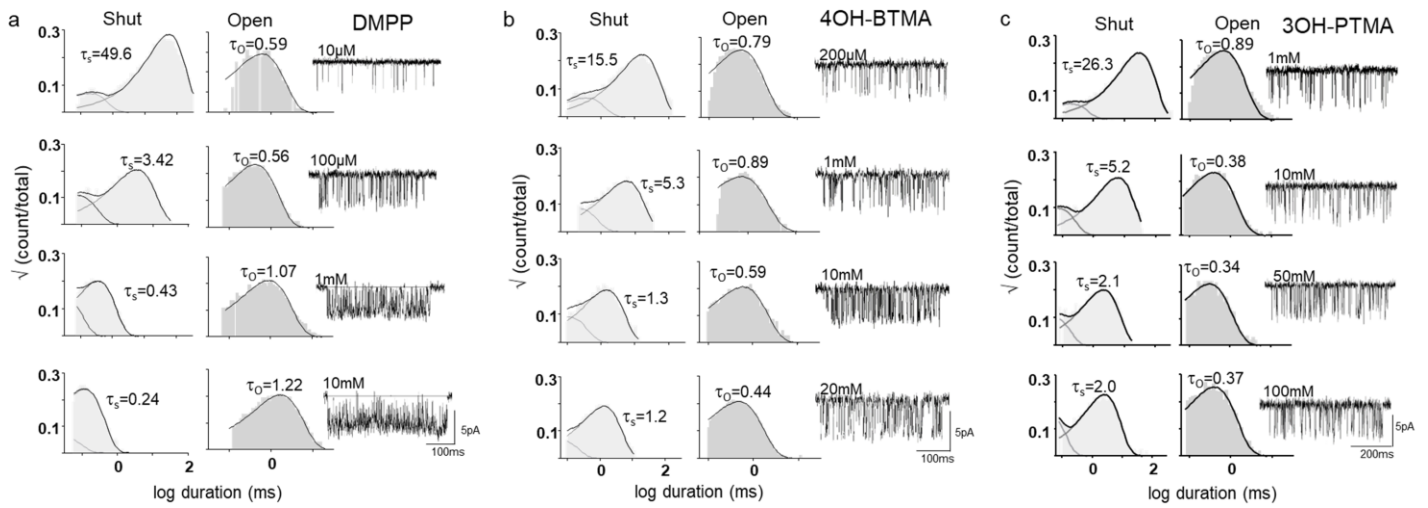 a
Shut
Open
DMPP
0.3
0.1
τs=49.6
τO=0.59
10µM
0.3
0.1
τs=3.42
τO=0.56
100µM
0.3
0.1
τs=0.43
τO=1.07
1mM
0.3
0.1
τs=0.24
τO=1.22
10mM
5pA
100ms
√ (count/total)
0
2
0
log duration (ms)
b
Shut
Open
4OH-BTMA
0.3
0.1
τs=15.5
τO=0.79
200µM
0.3
0.1
τs=5.3
τO=0.89
1mM
0.3
0.1
τs=1.3
τO=0.59
10mM
0.3
0.1
τs=1.2
τO=0.44
20mM
5pA
100ms
√ (count/total)
0
2
0
log duration (ms)
c
Shut
Open
3OH-PTMA
0.3
0.1
τs=26.3
τO=0.89
1mM
0.3
0.1
τs=5.2
τO=0.38
10mM
0.3
0.1
τs=2.1
τO=0.34
50mM
0.3
0.1
τs=2.0
τO=0.37
100mM
5pA
200ms
√ (count/total)
0
2
0
log duration (ms)